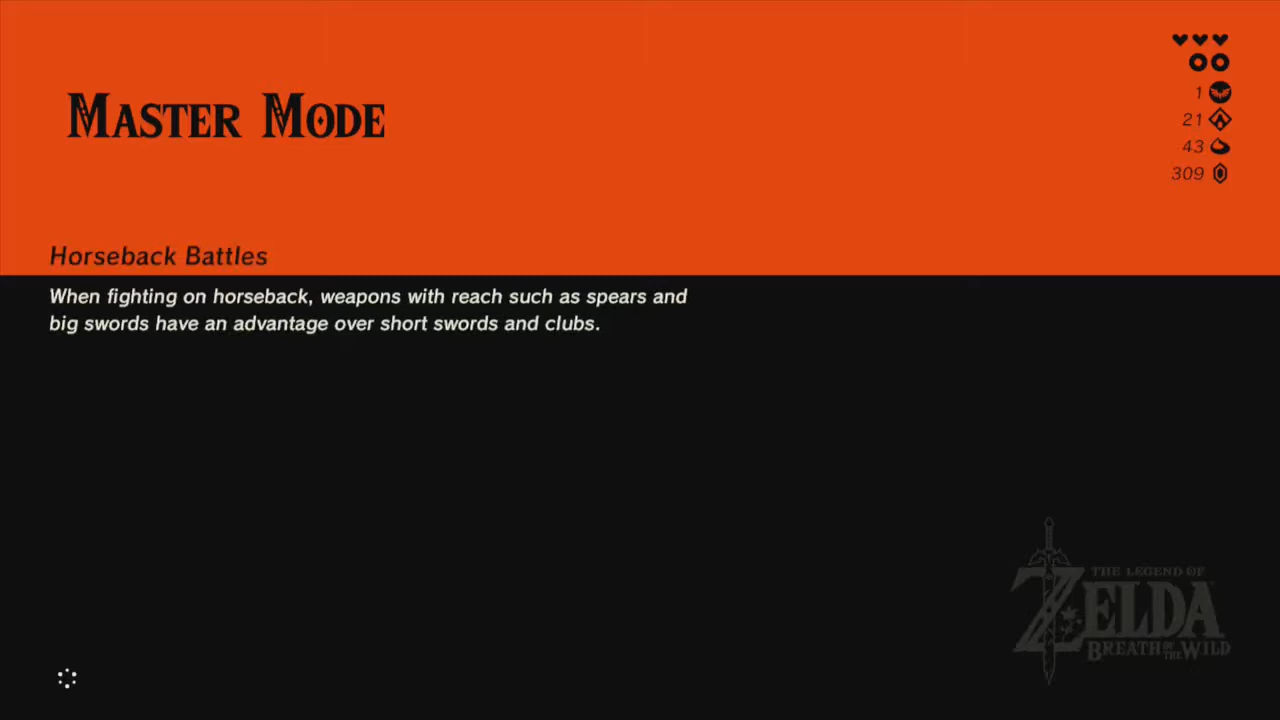 MASTER MODE
1
21
43
309
Horseback Battles
When fighting on horseback, weapons with reach such as spears and
big swords have an advantage over short swords and clubs.
THE LEGEND OF
ZELDA
BREATH OF THE WILD